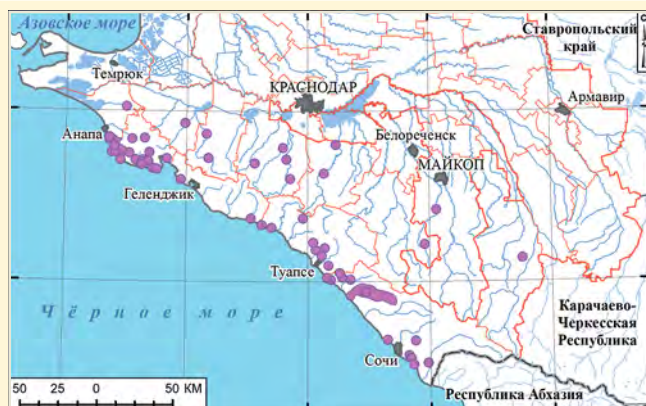 Азовское море
Ставропольский
край
Темрюк
КРАСНОДАР
Армавир
Анапа
Белореченск
МАЙКОП
Геленджик
Туапсе
Чёрное море
Карачаево-
Черкесская
Республика
Сочи
50 25 0 50 КМ
Республика Абхазия